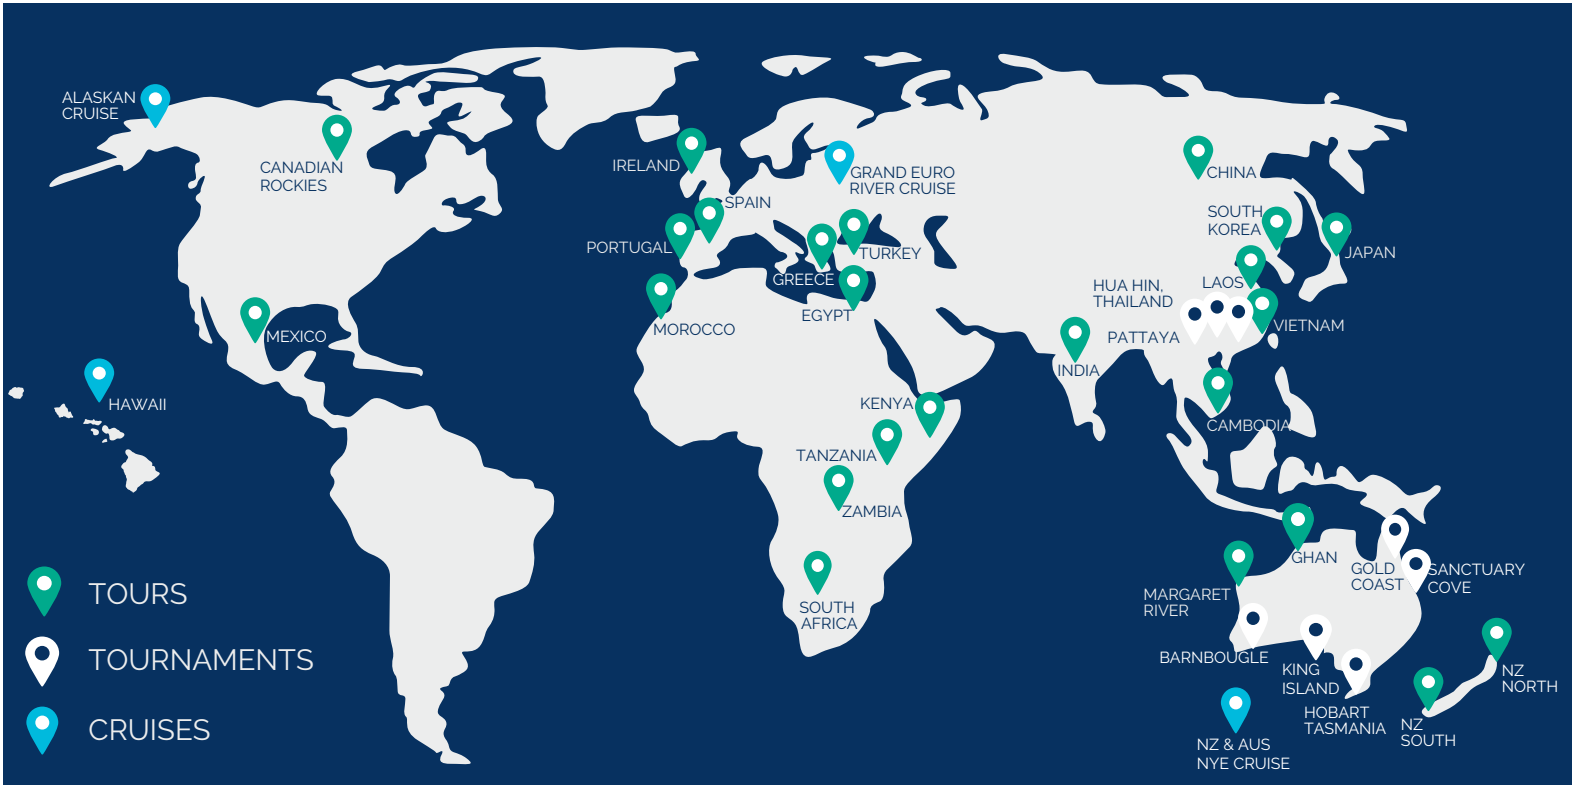 ALASKAN
CRUISE
CANADIAN
ROCKIES
IRELAND
GRAND EURO
RIVER CRUISE
CHINA
SPAIN
SOUTH
KOREA
PORTUGAL
TURKEY
JAPAN
GREECE
LAOS
HUA HIN,
THAILAND
EGYPT
MOROCCO
VIETNAM
MEXICO
PATTAYA
INDIA
HAWAII
KENYA
CAMBODIA
TANZANIA
ZAMBIA
GHAN
GOLD
COAST
SANCTUARY
COVE
MARGARET
RIVER
SOUTH
AFRICA
BARNBOUGLE
KING
ISLAND
NZ
NORTH
HOBART
TASMANIA
NZ
SOUTH
NZ & AUS
NYE CRUISE
TOURS
TOURNAMENTS
CRUISES